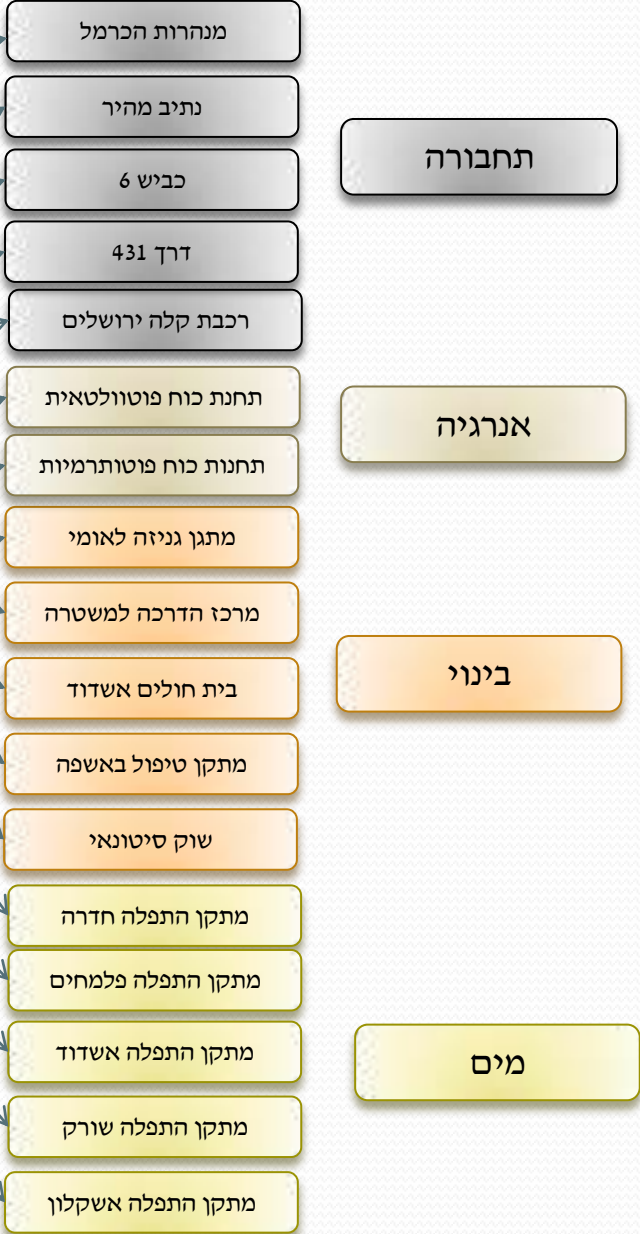 תחבורה
מנהרות הכרמל
נתיב מהיר
כביש 6
דרך 431
רכבת קלה ירושלים
אנרגיה
תחנת כוח פוטוולטאית
תחנות כוח פוטותרמיות
בינוי
מתגן גניזה לאומי
מרכז הדרכה למשטרה
בית חולים אשדוד
מתקן טיפול באשפה
שוק סיטונאי
מים
מתקן התפלה חדרה
מתקן התפלה פלמחים
מתקן התפלה אשדוד
מתקן התפלה שורק
מתקן התפלה אשקלון